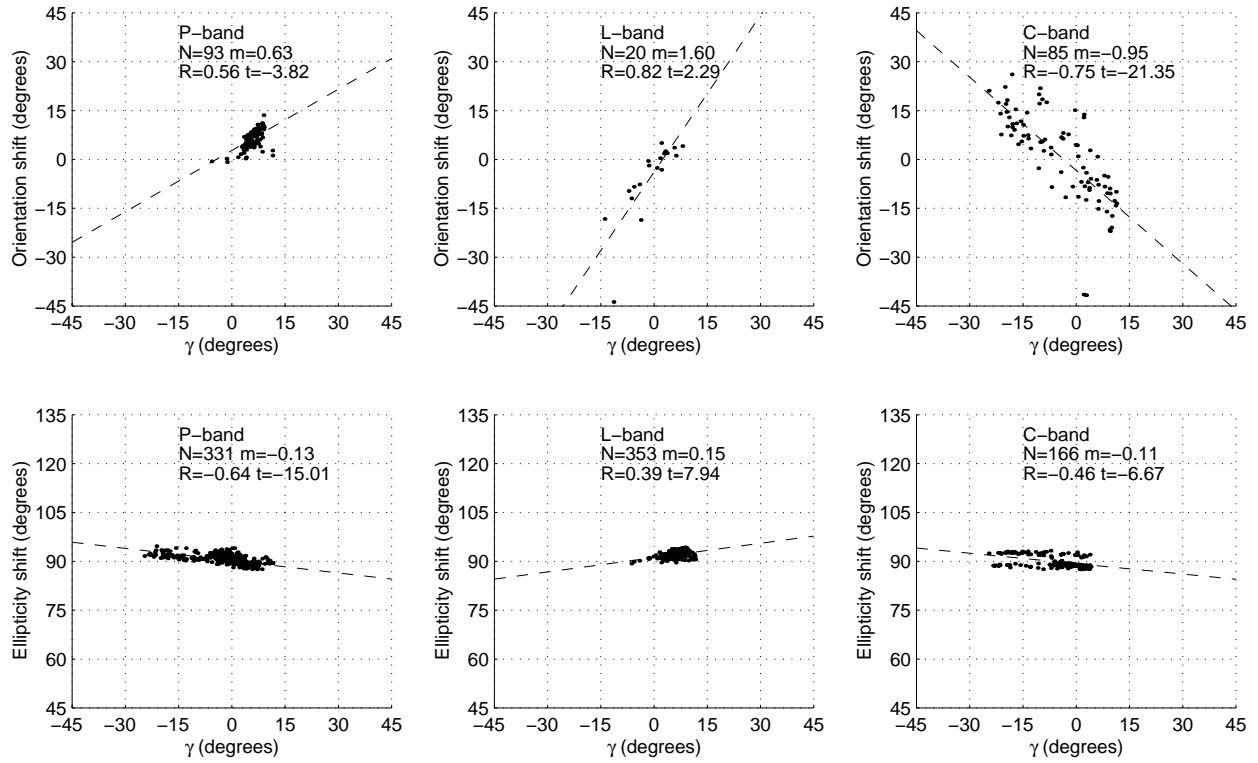 45
30
15
0
−15
−30
−45
Orientation shift (degrees)
P−band
N=93 m=0.63
R=0.56 t=−3.82
−45 −30 −15 0 15 30 45
γ (degrees)
45
30
15
0
−15
−30
−45
Orientation shift (degrees)
L−band
N=20 m=1.60
R=0.82 t=2.29
−45 −30 −15 0 15 30 45
γ (degrees)
45
30
15
0
−15
−30
−45
Orientation shift (degrees)
C−band
N=85 m=−0.95
R=−0.75 t=−21.35
−45 −30 −15 0 15 30 45
γ (degrees)
135
120
105
90
75
60
45
Ellipticity shift (degrees)
P−band
N=331 m=−0.13
R=−0.64 t=−15.01
−45 −30 −15 0 15 30 45
γ (degrees)
135
120
105
90
75
60
45
Ellipticity shift (degrees)
L−band
N=353 m=0.15
R=0.39 t=7.94
−45 −30 −15 0 15 30 45
γ (degrees)
135
120
105
90
75
60
45
Ellipticity shift (degrees)
C−band
N=166 m=−0.11
R=−0.46 t=−6.67
−45 −30 −15 0 15 30 45
γ (degrees)